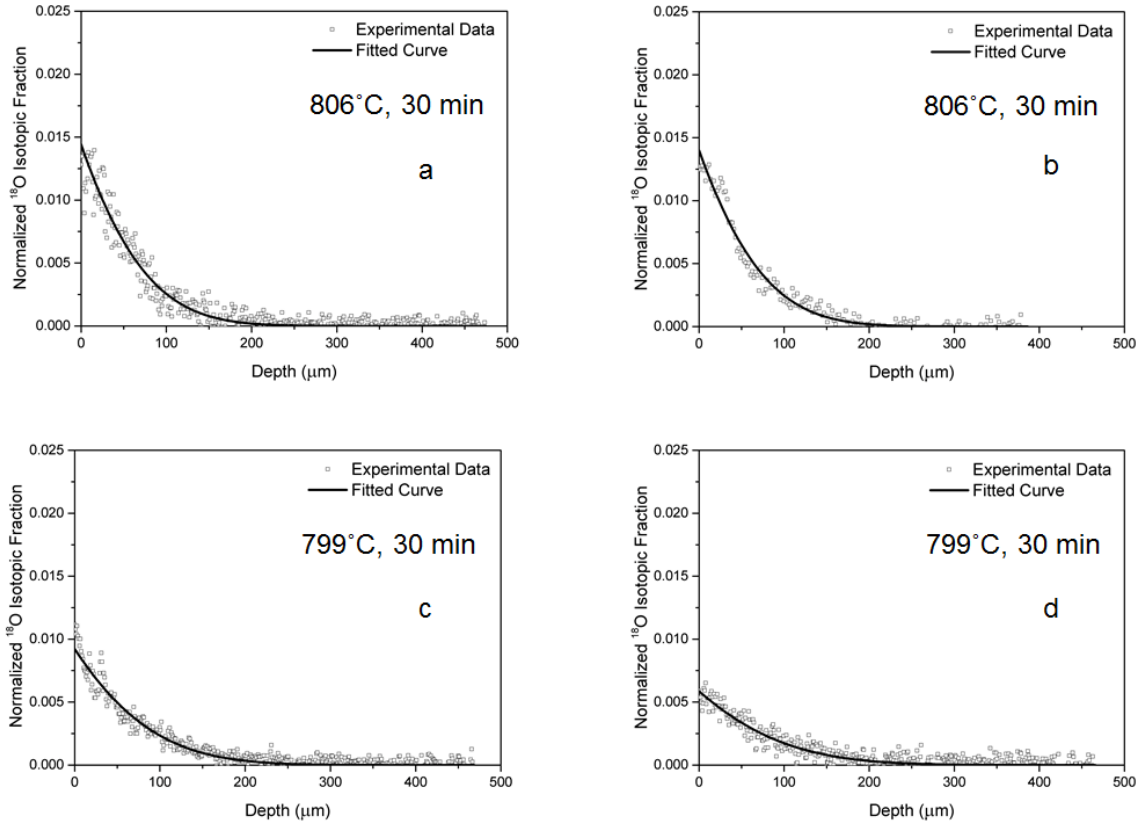 0.025
0.020
0.015
0.010
0.005
0.000
Normalized ¹⁸O Isotopic Fraction
Experimental Data
Fitted Curve
806˚C, 30 min
a
0 100 200 300 400 500
Depth (μm)
0.025
0.020
0.015
0.010
0.005
0.000
Normalized ¹⁸O Isotopic Fraction
Experimental Data
Fitted Curve
806˚C, 30 min
b
0 100 200 300 400 500
Depth (μm)
0.025
0.020
0.015
0.010
0.005
0.000
Normalized ¹⁸O Isotopic Fraction
Experimental Data
Fitted Curve
799˚C, 30 min
c
0 100 200 300 400 500
Depth (μm)
0.025
0.020
0.015
0.010
0.005
0.000
Normalized ¹⁸O Isotopic Fraction
Experimental Data
Fitted Curve
799˚C, 30 min
d
0 100 200 300 400 500
Depth (μm)